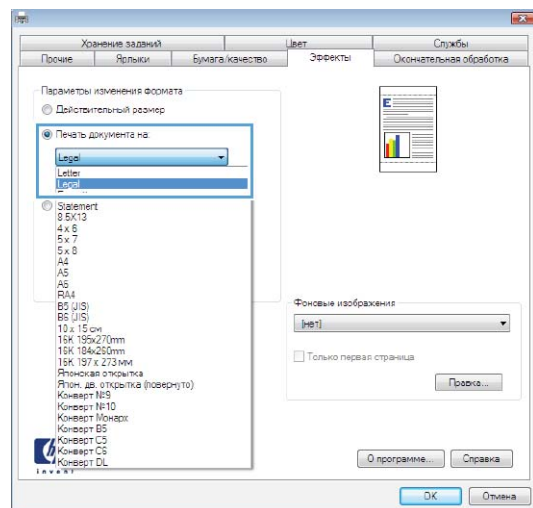 Хранение заданий
Цвет
Службы
Прочие
Ярлыки
Бумага/качество
Эффекты
Окончательная обработка
Параметры изменения формата
Действительный размер
Печать документа на:
Legal
Letter
Legal
Statement
8.5X13
4 x 6
5 x 7
5 x 8
A4
A5
A6
RA4
B5 (JIS)
B6 (JIS)
10 x 15 см
16K 195x270mm
16K 184x260mm
16K 197 x 273 мм
Японская открытка
Япон. дв. открытка (повернуто)
Конверт №9
Конверт №10
Конверт Монарх
Конверт B5
Конверт C5
Конверт C6
Конверт DL
E
Фоновые изображения
[нет]
Только первая страница
Правка...
hp
invent
О программе...
Справка
OK
Отмена